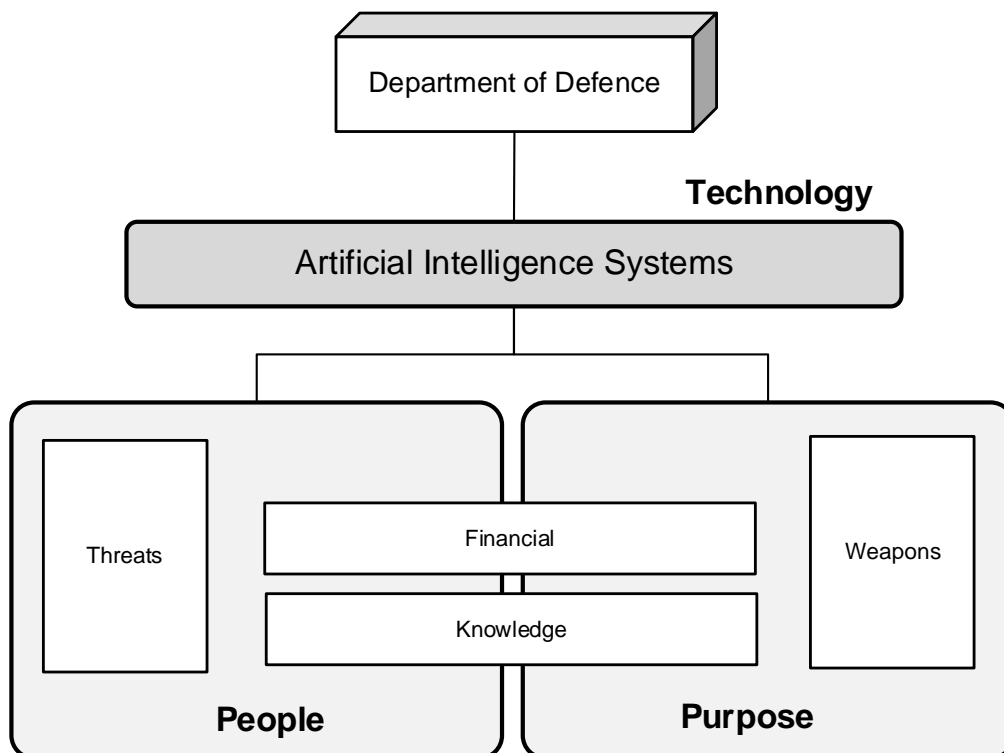 Department of Defence
Technology
Artificial Intelligence Systems
Threats
Financial
Weapons
Knowledge
People
Purpose